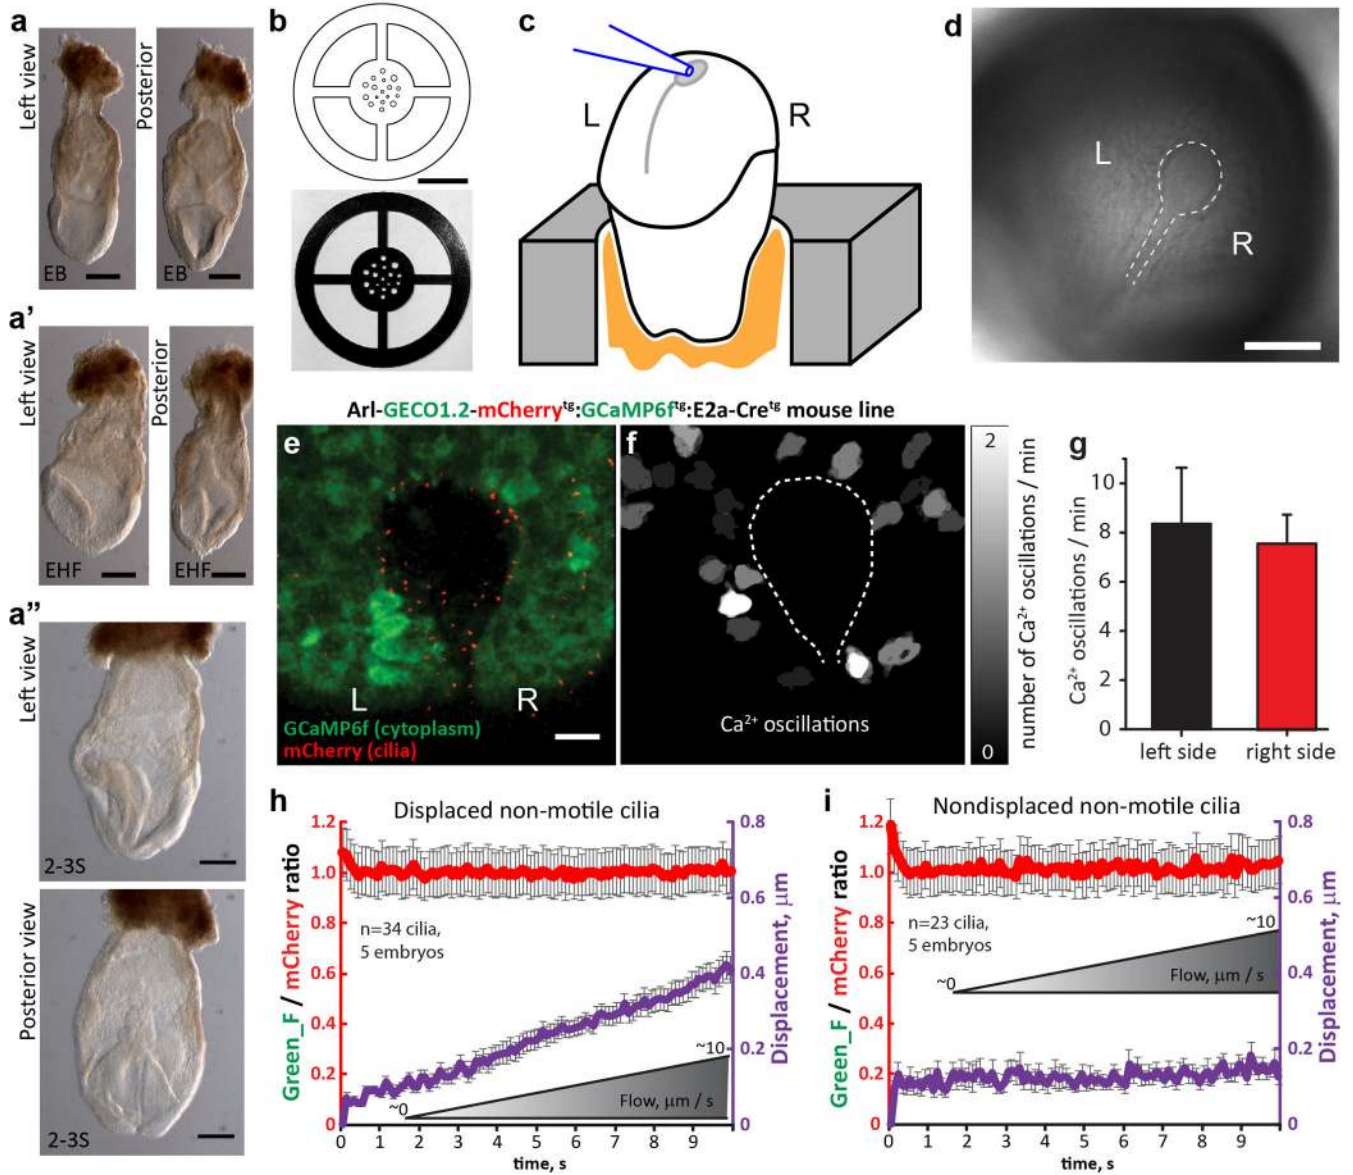 a
Left view
Posterior
EB
EB
a'
Left view
Posterior
EHF
EHF
a"
Left view
2-3S
Posterior view
2-3S
b
c
L
R
d
L
R
Arl-GECO1.2-mCherryᵗᵍ:GCaMP6fᵗᵍ:E2a-Creᵗᵍ mouse line
e
L
R
GCaMP6f (cytoplasm)
mCherry (cilia)
f
Ca²⁺ oscillations
2
0
number of Ca²⁺ oscillations / min
g
Ca²⁺ oscillations / min
10
8
6
4
2
0
left side
right side
h
Displaced non-motile cilia
Green_F / mCherry ratio
1.2
1.0
0.8
0.6
0.4
0.2
0
n=34 cilia,
5 embryos
~0
~10
Flow, μm / s
0.8
0.6
0.4
0.2
0
Displacement, μm
0 1 2 3 4 5 6 7 8 9
time, s
i
Nondisplaced non-motile cilia
Green_F / mCherry ratio
1.2
1.0
0.8
0.6
0.4
0.2
0
n=23 cilia,
5 embryos
~0
~10
Flow, μm / s
0.8
0.6
0.4
0.2
0
Displacement, μm
0 1 2 3 4 5 6 7 8 9
time, s